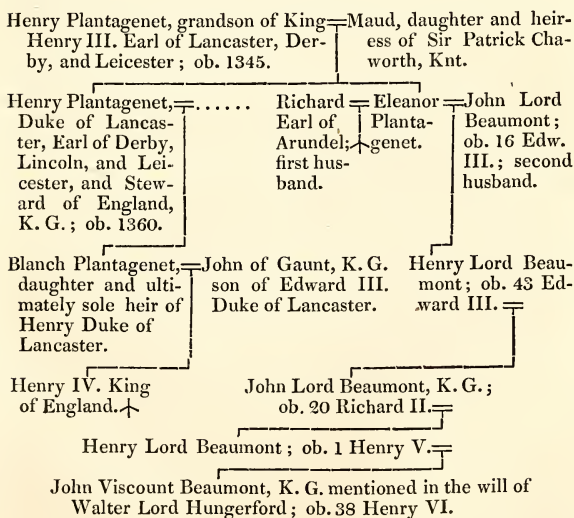 Henry Plantagenet, grandson of King
Henry III. Earl of Lancaster, Der-
by, and Leicester; ob. 1345.
Maud, daughter and heir-
ess of Sir Patrick Cha-
worth, Knt.
Henry Plantagenet,
Duke of Lancas-
ter, Earl of Derby,
Lincoln, and Lei-
cester, and Stew-
ard of England,
K. G.; ob. 1360.
......
Richard
Earl of
Arundel;
first hus-
band.
Eleanor
Planta-
genet.
John Lord
Beaumont;
ob. 16 Edw.
III.; second
husband.
Blanch Plantagenet,
daughter and ulti-
mately sole heir of
Henry Duke of
Lancaster.
John of Gaunt, K. G.
son of Edward III.
Duke of Lancaster.
Henry Lord Beau-
mont; ob. 43 Ed-
ward III.
Henry IV. King
of England.
John Lord Beaumont, K. G.;
ob. 20 Richard II.
Henry Lord Beaumont; ob. 1 Henry V.
John Viscount Beaumont, K. G. mentioned in the will of
Walter Lord Hungerford; ob. 38 Henry VI.